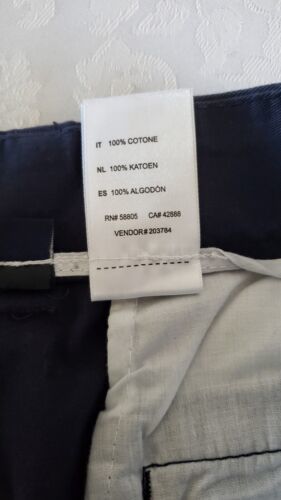 IT 100% COTONE
NL 100% KATOEN
ES 100% ALGODÓN
RN# 58805 CA# 42888
VENDOR# 203784